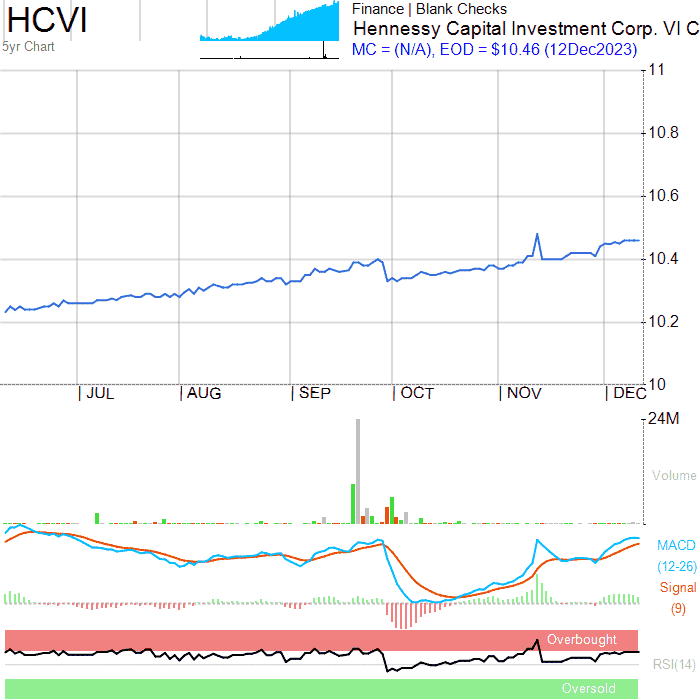 HCVI
5yr Chart
Finance | Blank Checks
Hennessy Capital Investment Corp. VI C
MC = (N/A), EOD = $10.46 (12Dec2023)
11
10.8
10.6
10.4
10.2
10
| JUL | AUG | SEP | OCT | NOV | DEC
24M
Volume
MACD
(12-26)
Signal
(9)
Overbought
RSI(14)
Oversold